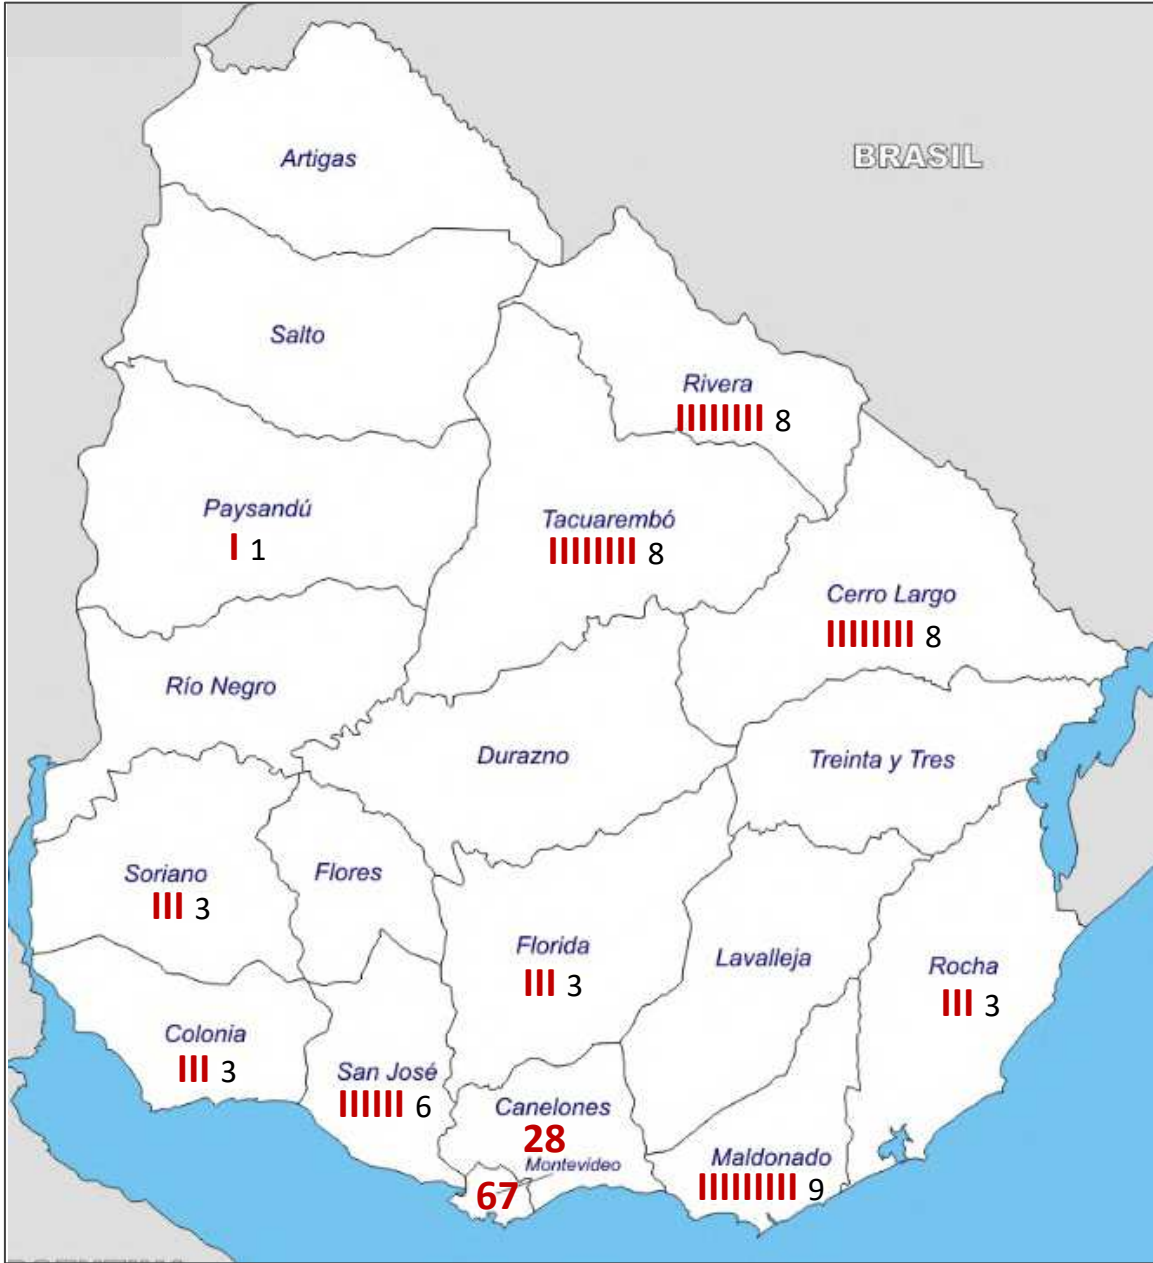 Artigas
BRASIL
Salto
Rivera
IIIIIIII 8
Paysandú
I 1
Tacuarembó
IIIIIIII 8
Cerro Largo
IIIIIIII 8
Río Negro
Durazno
Treinta y Tres
Soriano
III 3
Flores
Florida
III 3
Lavalleja
Rocha
III 3
Colonia
III 3
San José
IIIIII 6
Canelones
28
Montevideo
67
Maldonado
IIIIIIIII 9